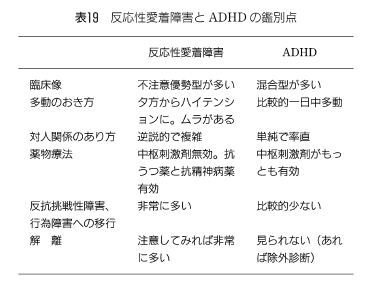 表19 反応性愛着障害とADHDの鑑別点
反応性愛着障害 ADHD
臨床像 不注意優勢型が多い 混合型が多い
多動のおき方 夕方からハイテンシ 比較的一日中多動
ョンに。ムラがある
対人関係のあり方 逆説的で複雑 単純で率直
薬物療法 中枢刺激剤無効。抗 中枢刺激剤がもっ
うつ薬と抗精神病薬 とも有効
有効
反抗挑戦性障害、 非常に多い 比較的少ない
行為障害への移行
解 離 注意してみれば非常 見られない（あれ
に多い ば除外診断）